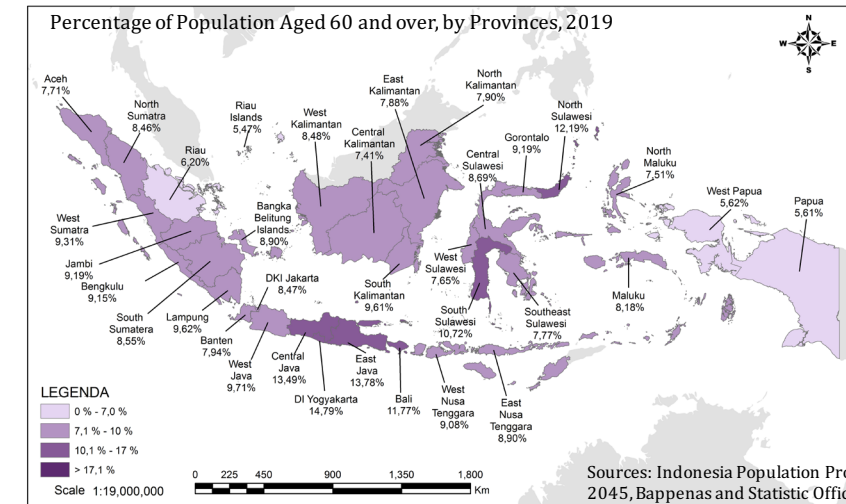 Percentage of Population Aged 60 and over, by Provinces, 2019
N
W
E
S
Aceh
7,71%
North
Sumatra
8,46%
Riau
Islands
5,47%
Riau
6,20%
West
Kalimantan
8,48%
Central
Kalimantan
7,41%
East
Kalimantan
7,88%
North
Kalimantan
7,90%
Gorontalo
9,19%
North
Sulawesi
12,19%
Central
Sulawesi
8,69%
North
Maluku
7,51%
West Papua
5,62%
Papua
5,61%
West
Sumatra
9,31%
Jambi
9,19%
Bengkulu
9,15%
South
Sumatera
8,55%
Lampung
9,62%
Bangka
Belitung
Islands
8,90%
DKI Jakarta
8,47%
Banten
7,94%
West
Java
9,71%
Central
Java
13,49%
DI Yogyakarta
14,79%
East
Java
13,78%
Bali
11,77%
South
Kalimantan
9,61%
West
Sulawesi
7,65%
South
Sulawesi
10,72%
Southeast
Sulawesi
7,77%
Maluku
8,18%
West
Nusa
Tenggara
9,08%
East
Nusa
Tenggara
8,90%
LEGENDA
0 % - 7,0 %
7,1 % - 10 %
10,1 % - 17 %
> 17,1 %
Scale 1:19,000,000
0 225 450 900 1,350 1,800
Km
Sources: Indonesia Population Pro
2045, Bappenas and Statistic Offic